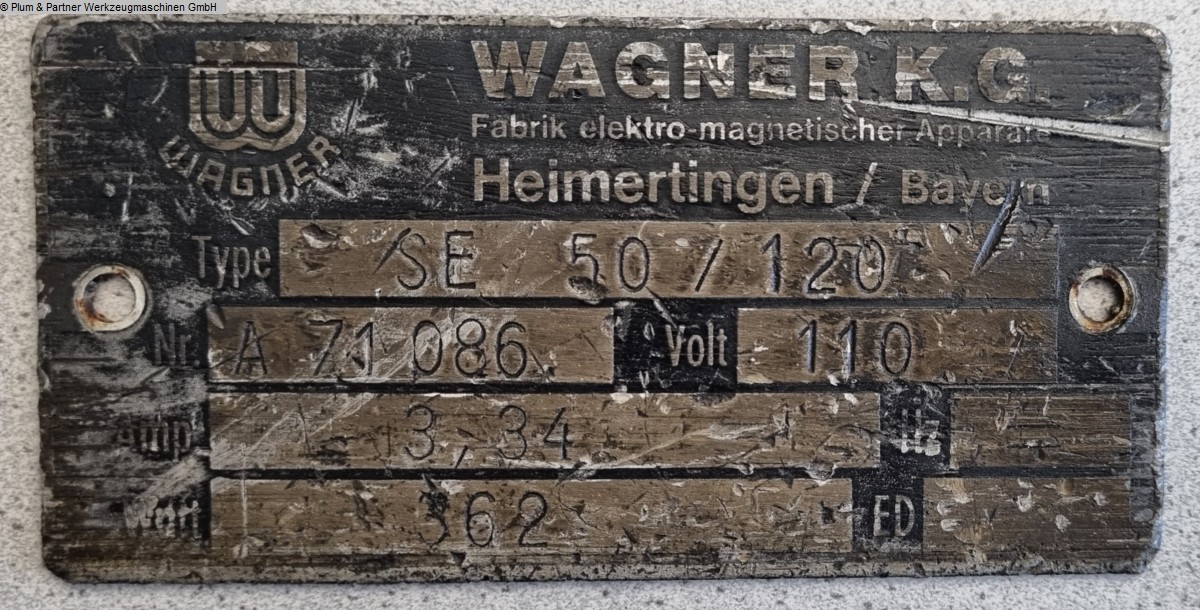 © Plum & Partner Werkzeugmaschinen GmbH
WAGNER
WAGNER K.G.
Fabrik elektro-magnetischer Apparate
Heimertingen / Bayern
Type SE 50 / 120
Nr. A 71 086 Volt 110
Amp 3,34 Hz
Watt 362 ED